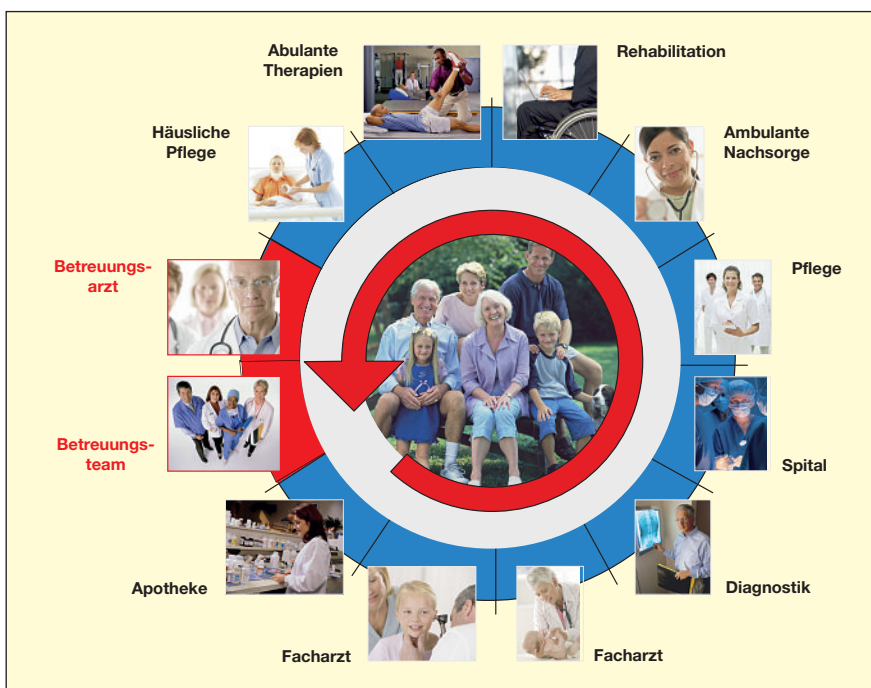 Abulante
Therapien
Rehabilitation
Häusliche
Pflege
Ambulante
Nachsorge
Betreuungs-
arzt
Pflege
Betreuungs-
team
Spital
Apotheke
Diagnostik
Facharzt
Facharzt